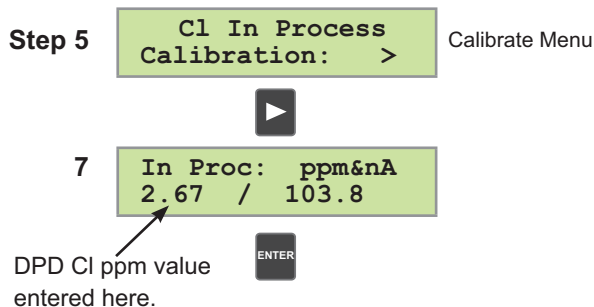 Step 5
Cl In Process
Calibration: >
Calibrate Menu
7
In Proc: ppm&nA
2.67 / 103.8
DPD Cl ppm value
entered here.
ENTER